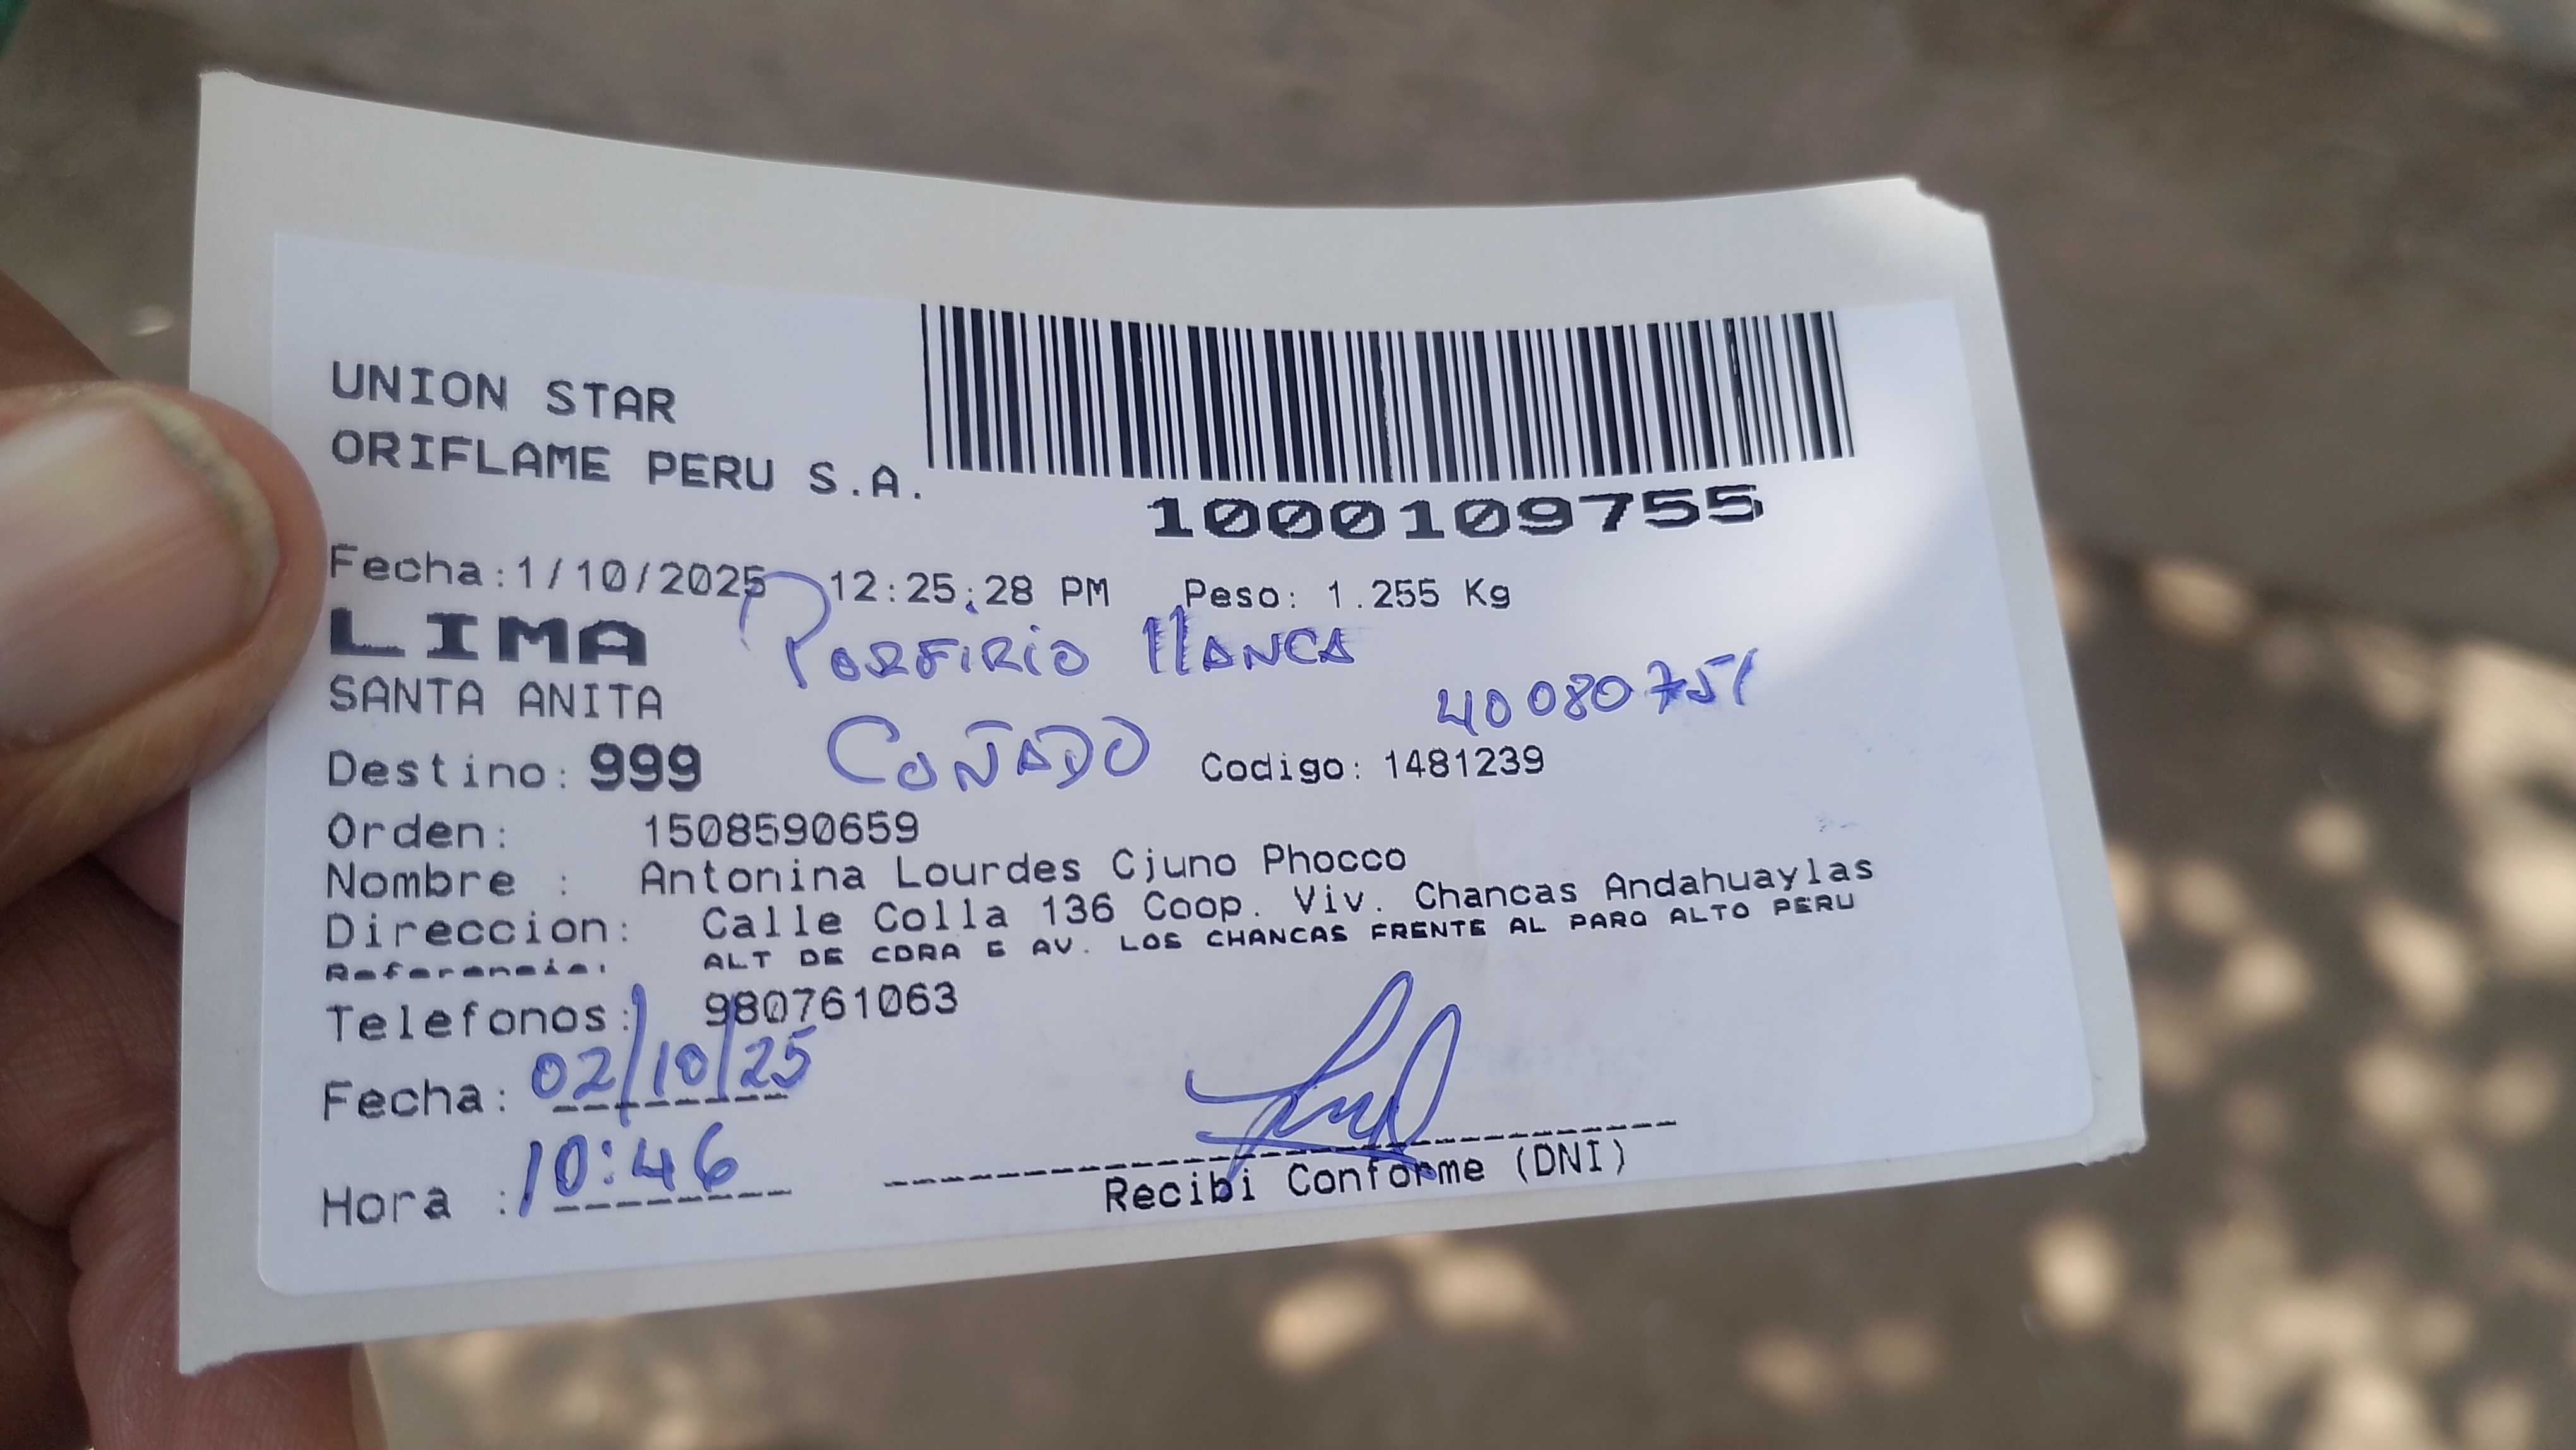 UNION STAR
ORIFLAME PERU S.A.
1000109755
Fecha:1/10/2025 12:25:28 PM Peso: 1.255 Kg
LIMA
PORFIRIO LLANCA
SANTA ANITA
40080751
Destino: 999
COÑADO
Codigo: 1481239
Orden: 1508590659
Nombre : Antonina Lourdes Cjuno Phocco
Direccion: Calle Colla 136 Coop. Viv. Chancas Andahuaylas
Referencia: ALT DE CDRA 5 AV. LOS CHANCAS FRENTE AL PARQ ALTO PERU
Telefonos: 980761063
Fecha: 02/10/25
Hora : 10:46
Recibi Conforme (DNI)